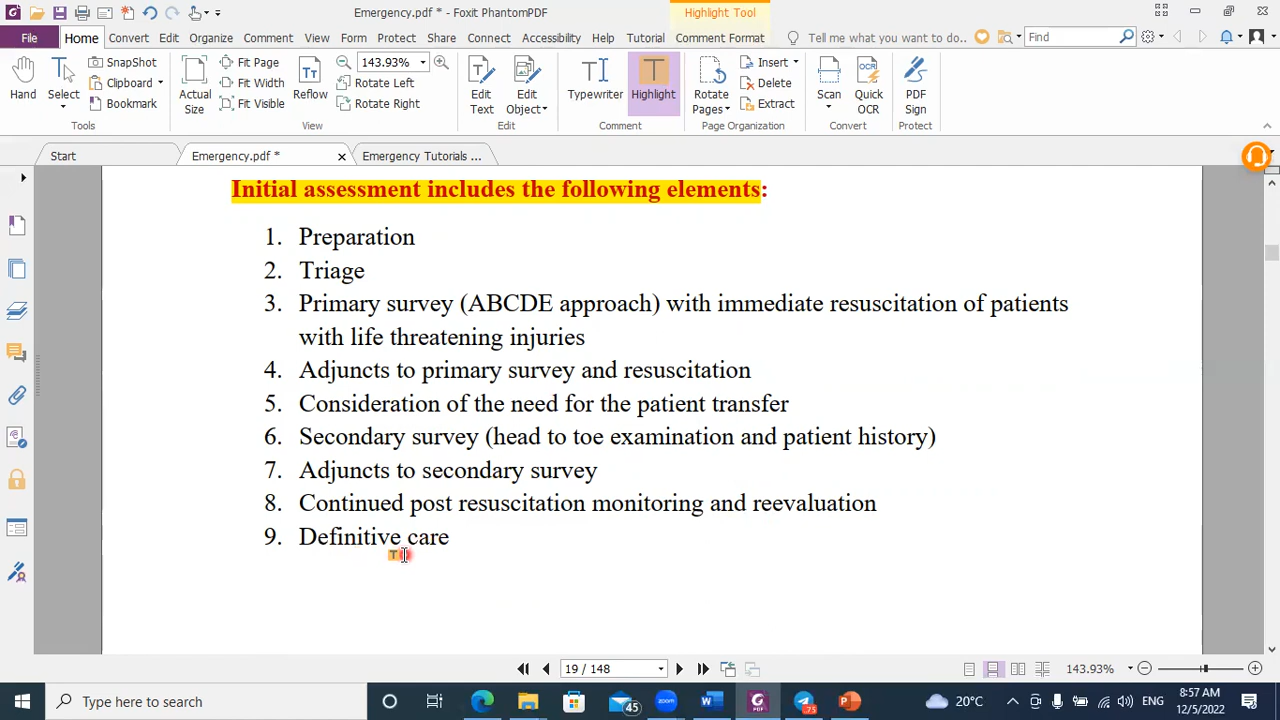 Emergency.pdf * - Foxit PhantomPDF
Highlight Tool
File Home Convert Edit Organize Comment View Form Protect Share Connect Accessibility Help Tutorial Comment Format Tell me what you want to do... Find
Hand
Select
SnapShot
Clipboard
Bookmark
Tools
Actual Size
Fit Page
Fit Width
Fit Visible
Reflow
143.93%
Rotate Left
Rotate Right
View
Edit Text
Edit Object
Edit
Typewriter
Highlight
Comment
Rotate Pages
Insert
Delete
Extract
Page Organization
Scan
Quick OCR
Convert
PDF Sign
Protect
Start
Emergency.pdf *
Emergency Tutorials ...
Initial assessment includes the following elements:
1. Preparation
2. Triage
3. Primary survey (ABCDE approach) with immediate resuscitation of patients
with life threatening injuries
4. Adjuncts to primary survey and resuscitation
5. Consideration of the need for the patient transfer
6. Secondary survey (head to toe examination and patient history)
7. Adjuncts to secondary survey
8. Continued post resuscitation monitoring and reevaluation
9. Definitive care
19 / 148
143.93%
Type here to search
45
zoom
20°C
ENG
8:57 AM
12/5/2022